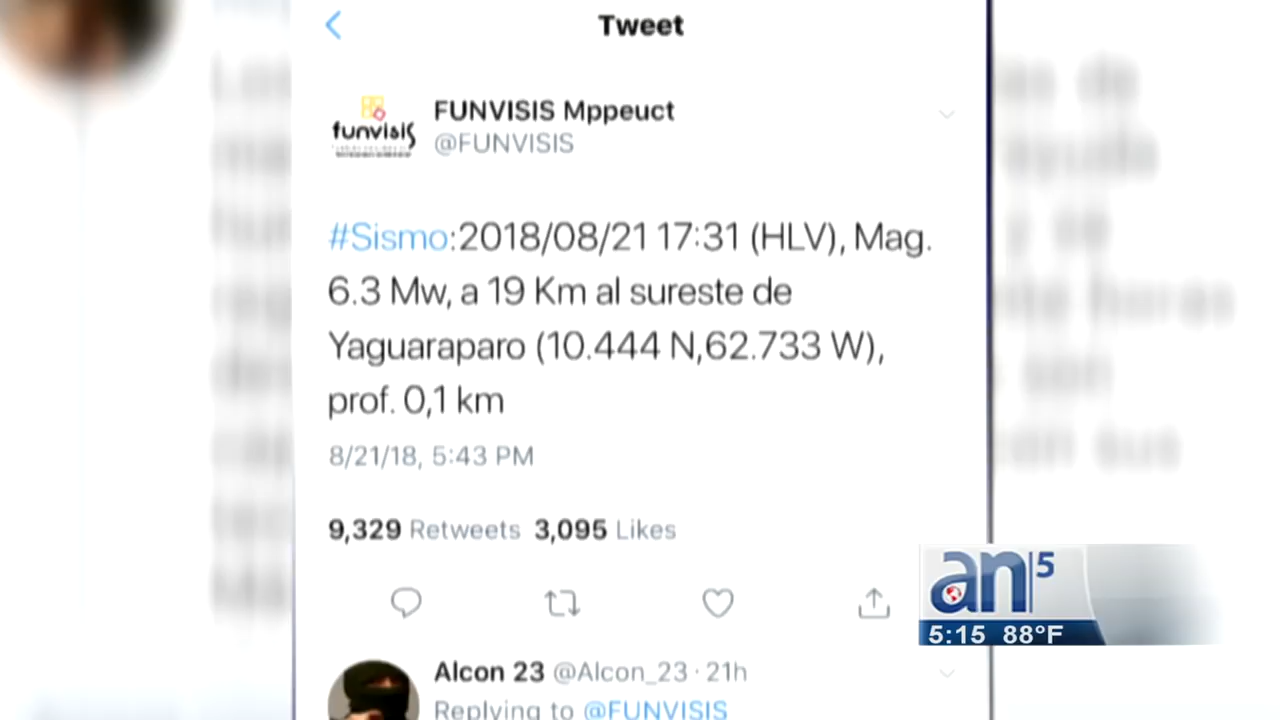 Tweet
FUNVISIS Mppeuct
funvisis
@FUNVISIS
#Sismo:2018/08/21 17:31 (HLV), Mag.
6.3 Mw, a 19 Km al sureste de
Yaguaraparo (10.444 N,62.733 W),
prof. 0,1 km
8/21/18, 5:43 PM
9,329 Retweets 3,095 Likes
an 5
5:15 88°F
Alcon 23 @Alcon_23 · 21h
Replying to @FUNVISIS